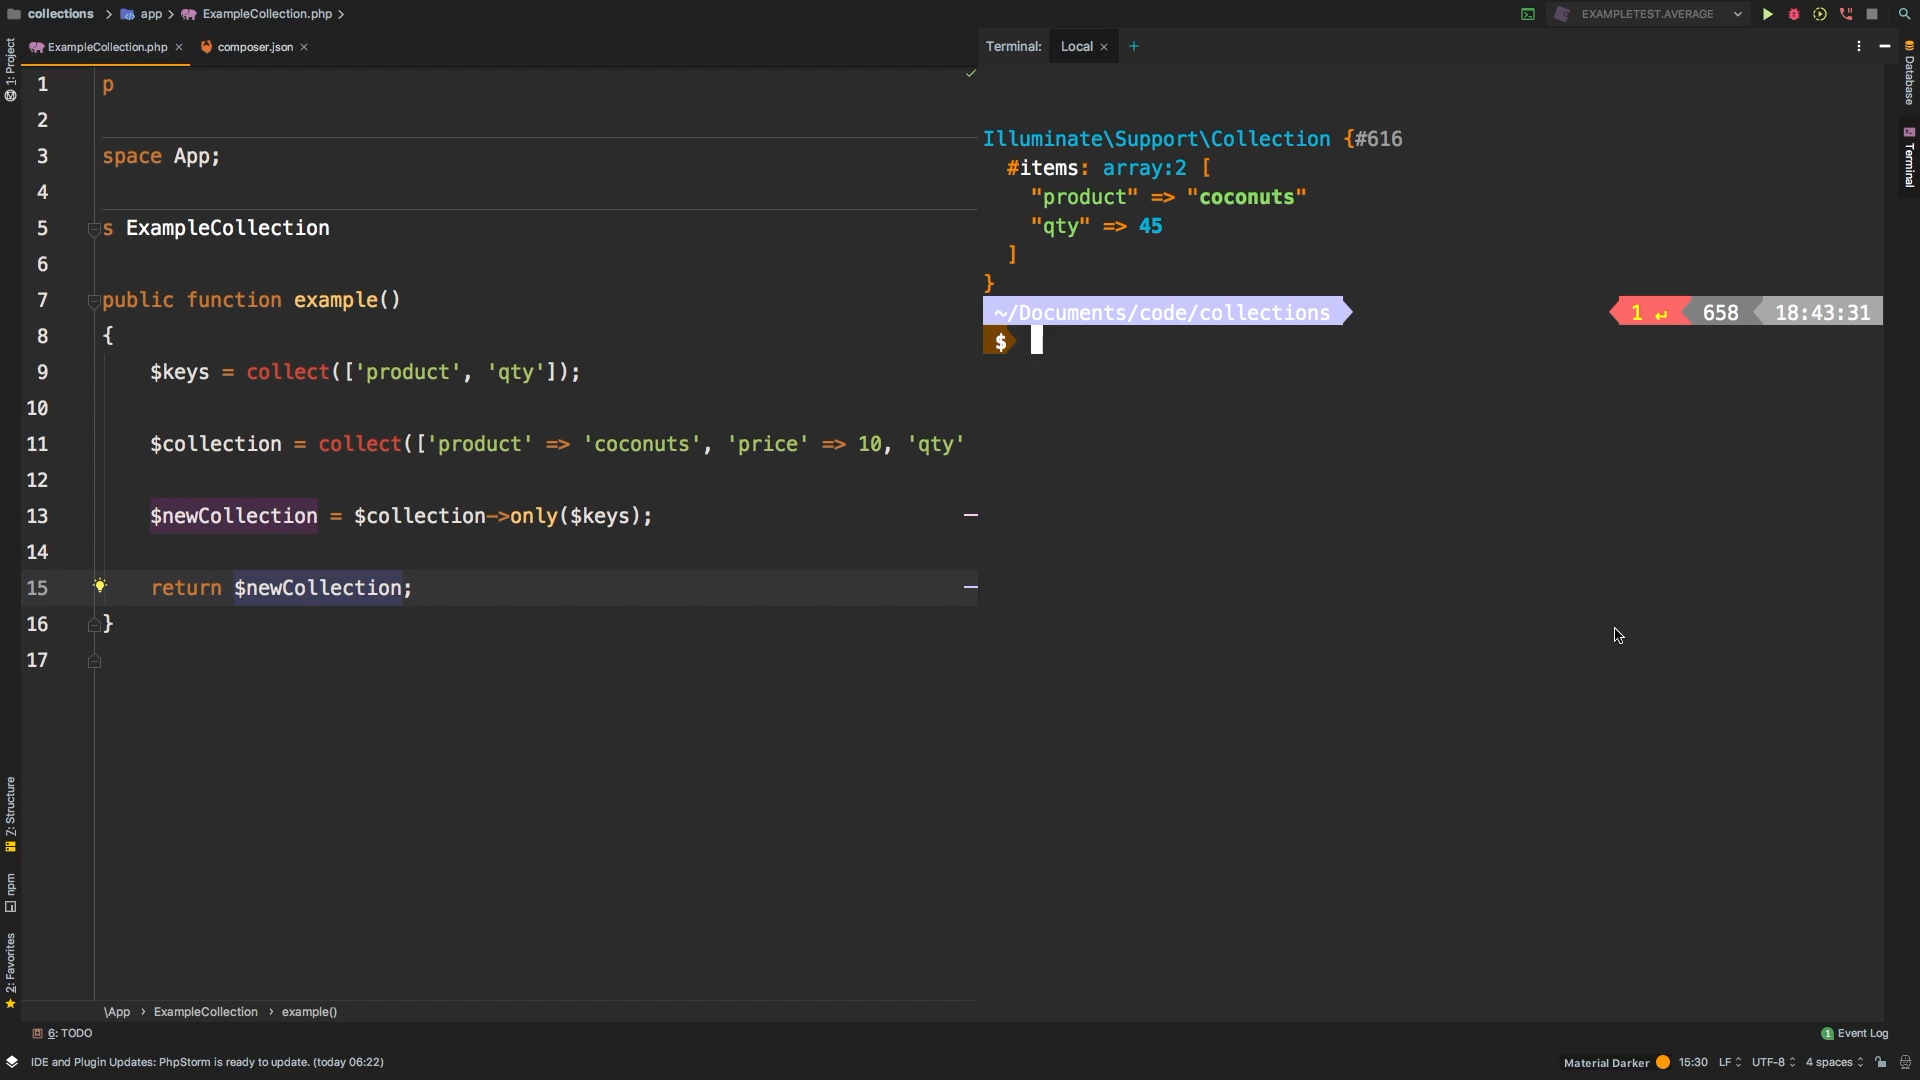 collections > app > ExampleCollection.php >
EXAMPLETEST.AVERAGE
1: Project
ExampleCollection.php ×
composer.json ×
1 p
2
3 space App;
4
5 s ExampleCollection
6
7 public function example()
8 {
9 $keys = collect(['product', 'qty']);
10
11 $collection = collect(['product' => 'coconuts', 'price' => 10, 'qty'
12
13 $newCollection = $collection->only($keys);
14
15 return $newCollection;
16 }
17
\App > ExampleCollection > example()
Z: Structure
npm
2: Favorites
Terminal: Local × +
Illuminate\Support\Collection {#616
#items: array:2 [
"product" => "coconuts"
"qty" => 45
]
}
~/Documents/code/collections 1 ↵ 658 18:43:31
$
Database
Terminal
6: TODO
1 Event Log
IDE and Plugin Updates: PhpStorm is ready to update. (today 06:22)
Material Darker 15:30 LF UTF-8 4 spaces